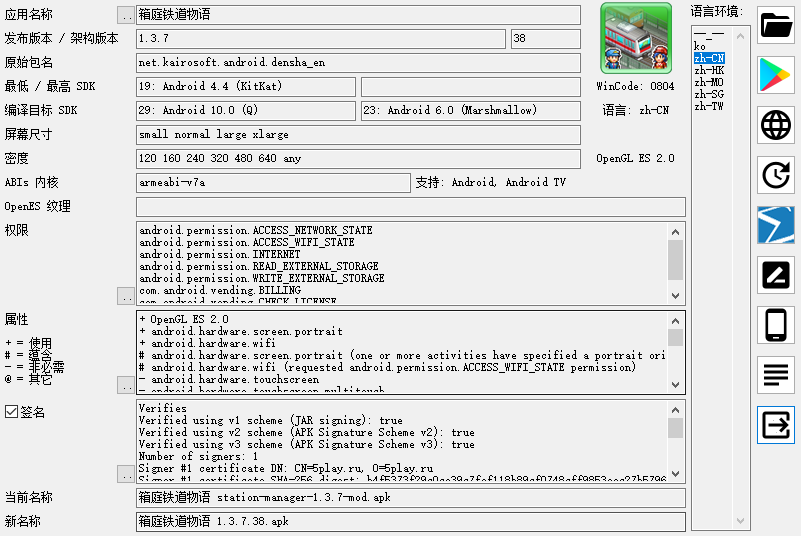 应用名称 .. 箱庭铁道物语
发布版本 / 架构版本 1.3.7 38
原始包名 net.kairosoft.android.densha_en
最低 / 最高 SDK 19: Android 4.4 (KitKat)
编译目标 SDK 29: Android 10.0 (Q) 23: Android 6.0 (Marshmallow)
屏幕尺寸 small normal large xlarge
密度 120 160 240 320 480 640 any
ABIs 内核 armeabi-v7a 支持: Android, Android TV
OpenES 纹理
WinCode: 0804
语言: zh-CN
OpenGL ES 2.0
语言环境:
--_--
ko
zh-CN
zh-HK
zh-MO
zh-SG
zh-TW
权限
android.permission.ACCESS_NETWORK_STATE
android.permission.ACCESS_WIFI_STATE
android.permission.INTERNET
android.permission.READ_EXTERNAL_STORAGE
android.permission.WRITE_EXTERNAL_STORAGE
com.android.vending.BILLING
com.android.vending.CHECK_LICENSE
..
属性
+ = 使用
# = 蕴含
- = 非必需
@ = 其它
..
+ OpenGL ES 2.0
+ android.hardware.screen.portrait
+ android.hardware.wifi
# android.hardware.screen.portrait (one or more activities have specified a portrait ori
# android.hardware.wifi (requested android.permission.ACCESS_WIFI_STATE permission)
- android.hardware.touchscreen
- android.hardware.touchscreen.multitouch
签名
..
Verifies
Verified using v1 scheme (JAR signing): true
Verified using v2 scheme (APK Signature Scheme v2): true
Verified using v3 scheme (APK Signature Scheme v3): true
Number of signers: 1
Signer #1 certificate DN: CN=5play.ru, O=5play.ru
Signer #1 certificate SHA-256 digest:
当前名称 箱庭铁道物语 station-manager-1.3.7-mod.apk
新名称 箱庭铁道物语 1.3.7.38.apk